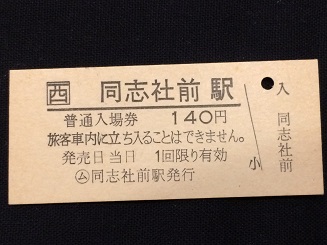 西 同志社前駅
普通入場券 140円
旅客車内に立ち入ることはできません。
発売日当日 1回限り有効
ム同志社前駅発行
小
入 同志社前